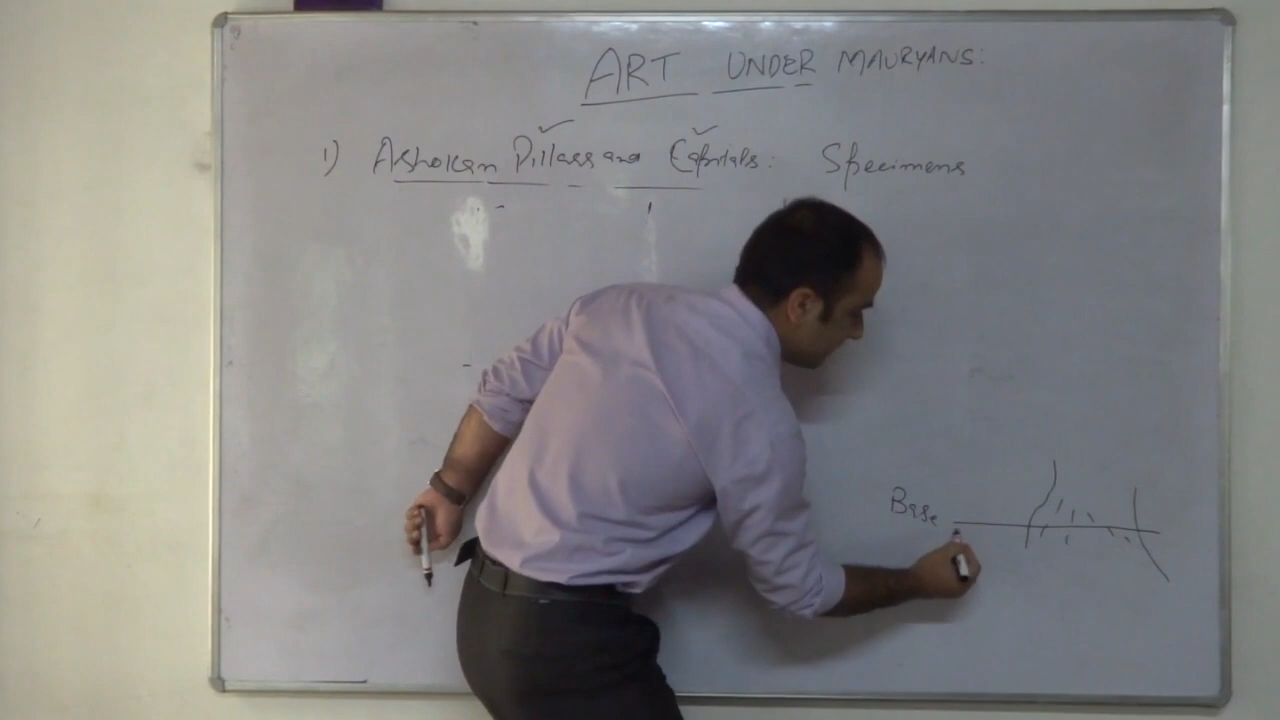 ART UNDER MAURYANS:
1) Ashokan Pillars and Capitals: Specimens
Base